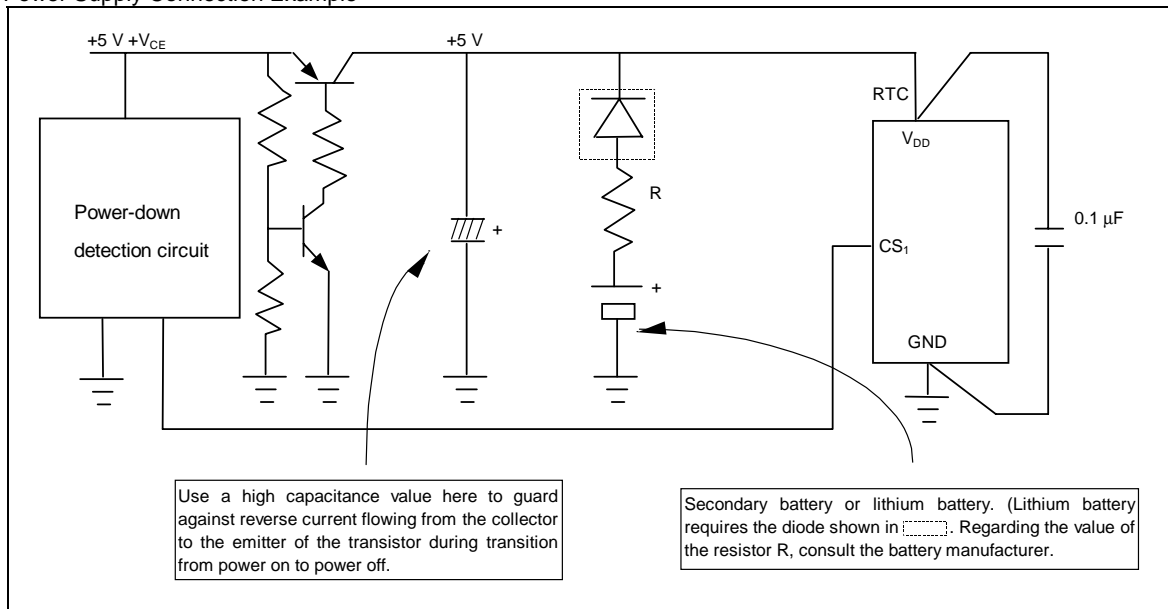 Power Supply Connection Example
+5 V +VCE
+5 V
RTC
VDD
R
Power-down
detection circuit
+
0.1 μF
CS1
+
GND
Use a high capacitance value here to guard
against reverse current flowing from the collector
to the emitter of the transistor during transition
from power on to power off.
Secondary battery or lithium battery. (Lithium battery
requires the diode shown in . Regarding the value of
the resistor R, consult the battery manufacturer.